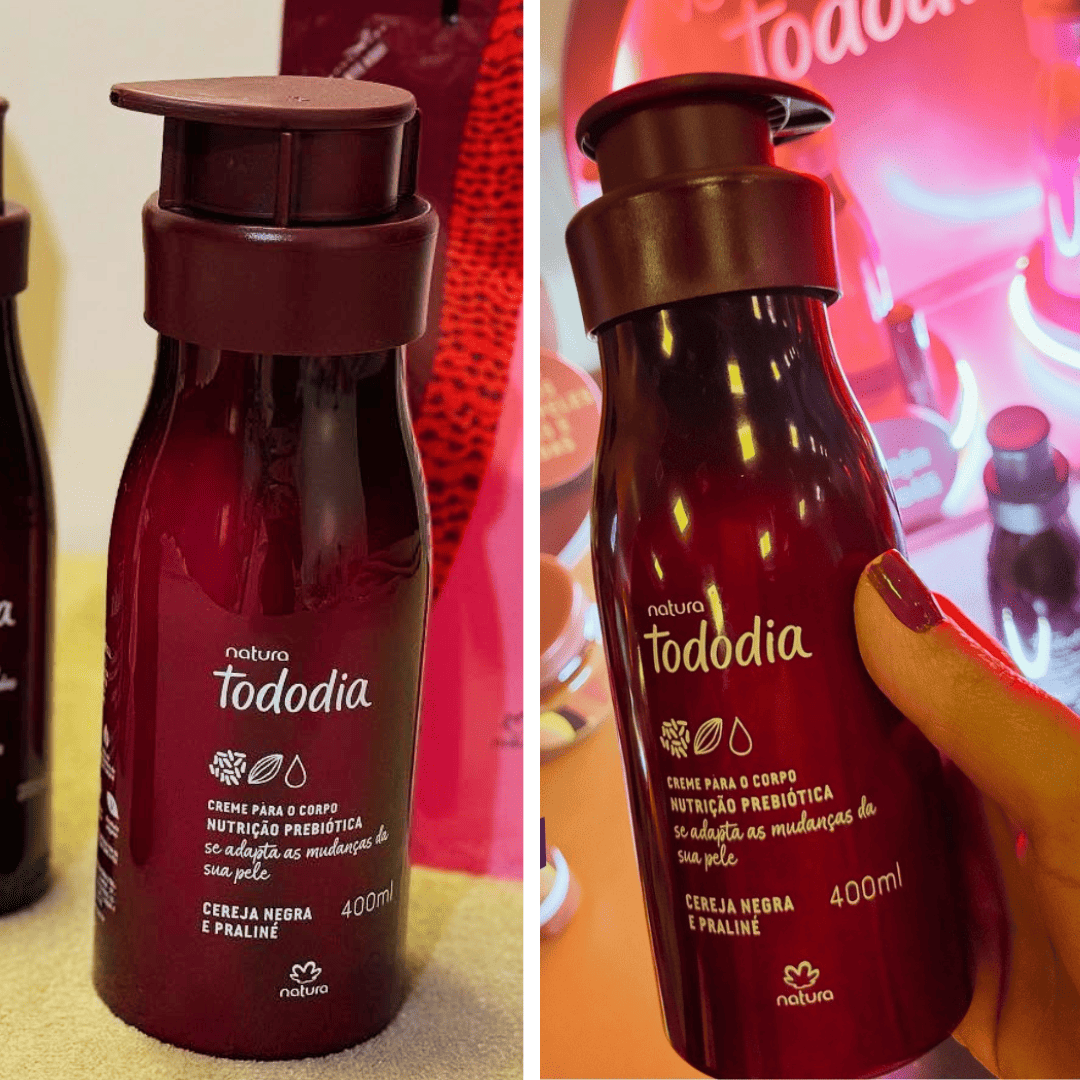 natura
tododia
CREME PARA O CORPO
NUTRIÇÃO PREBIÓTICA
se adapta as mudanças da
sua pele
CEREJA NEGRA
E PRALINÉ
400ml
natura
tododia
natura
tododia
CREME PARA O CORPO
NUTRIÇÃO PREBIÓTICA
se adapta as mudanças da
sua pele
CEREJA NEGRA
E PRALINÉ
400ml
natura